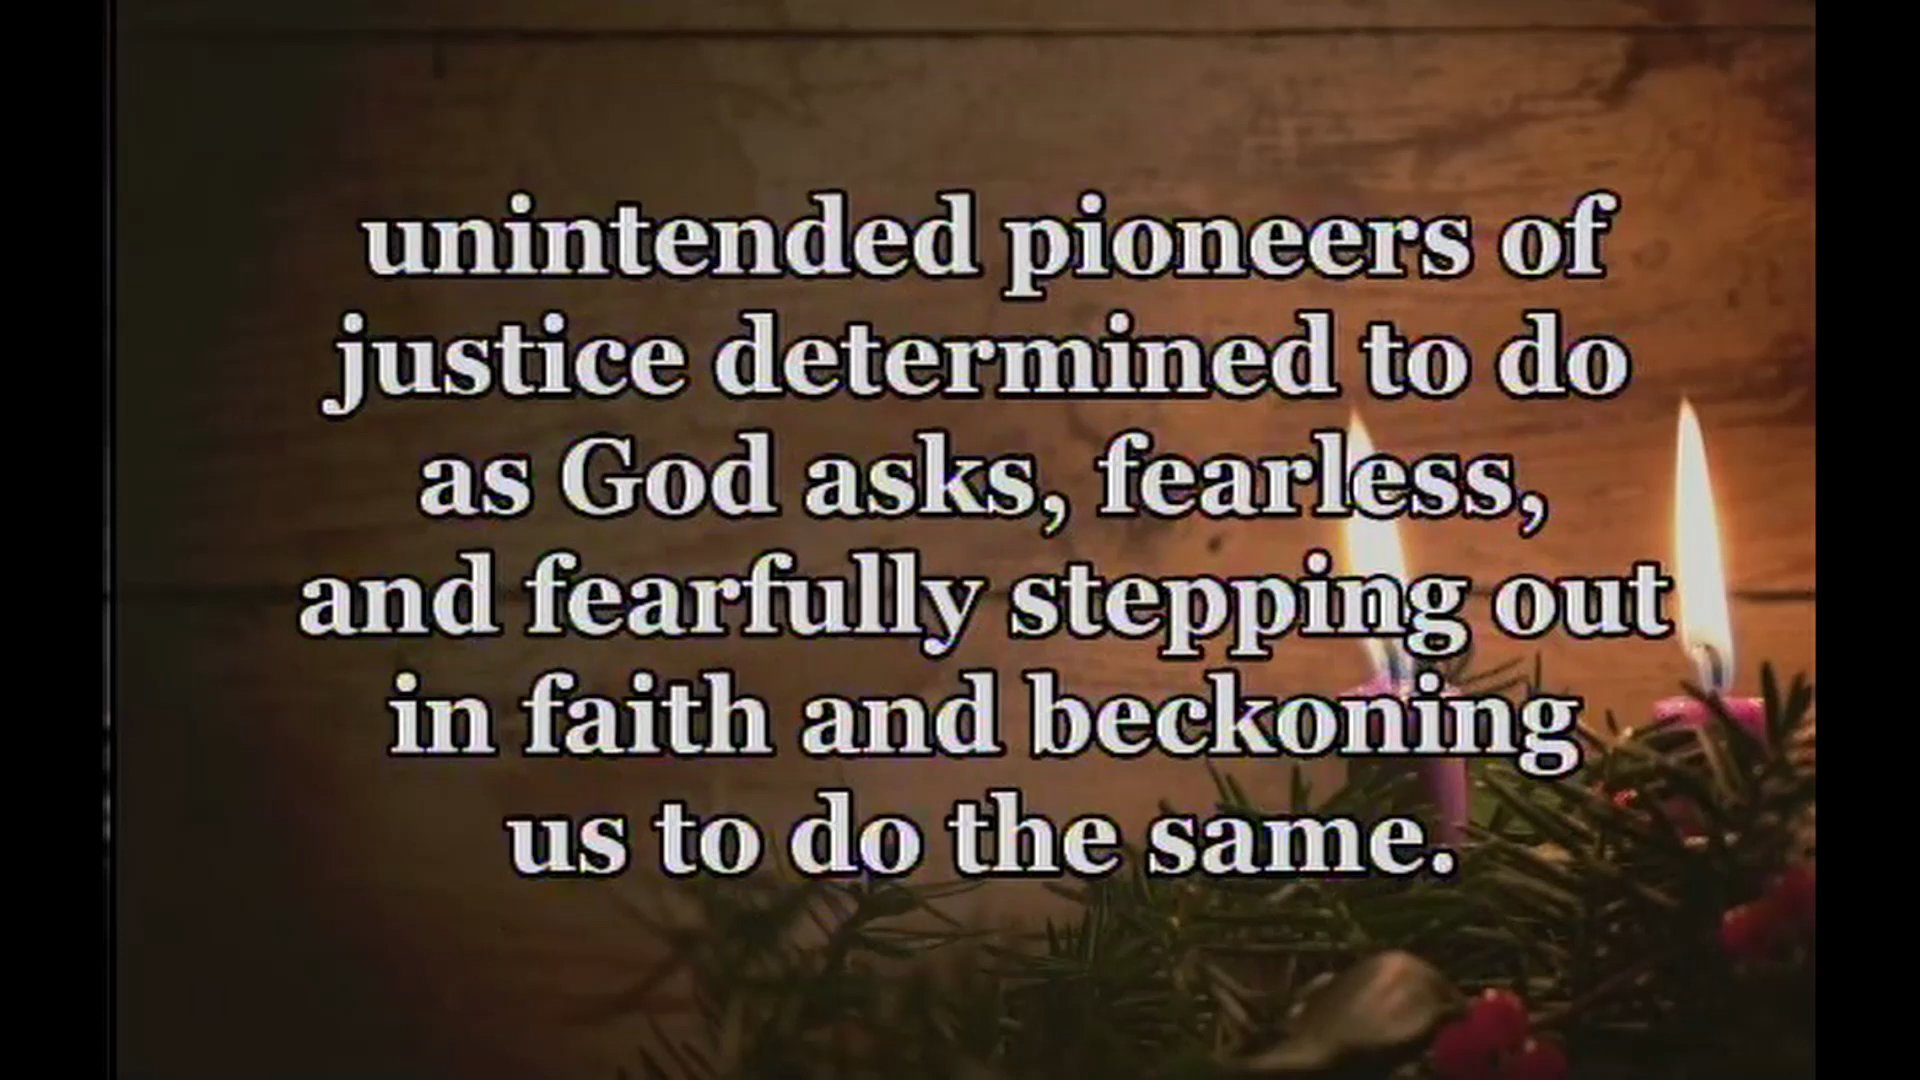 unintended pioneers of
justice determined to do
as God asks, fearless,
and fearfully stepping out
in faith and beckoning
us to do the same.